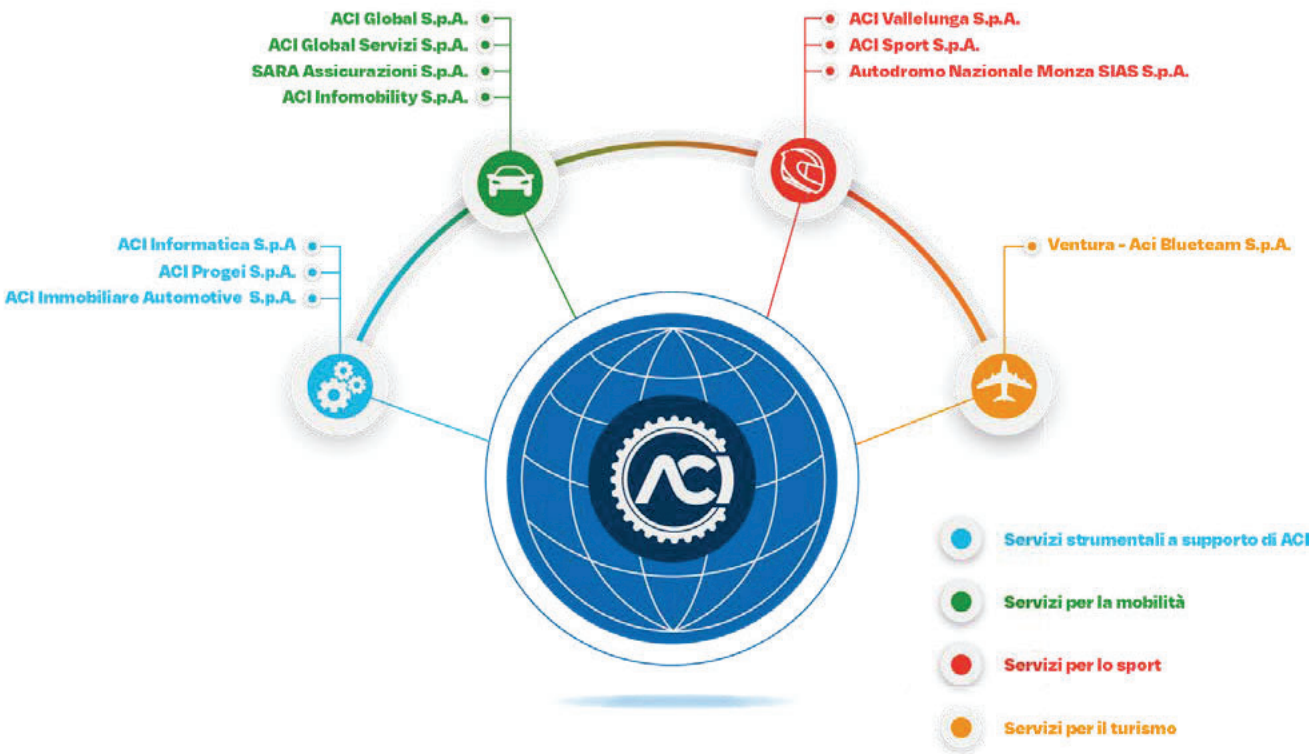 ACI Global S.p.A.
ACI Global Servizi S.p.A.
SARA Assicurazioni S.p.A.
ACI Infomobility S.p.A.
ACI Vallelunga S.p.A.
ACI Sport S.p.A.
Autodromo Nazionale Monza SIAS S.p.A.
ACI Informatica S.p.A
ACI Progei S.p.A.
ACI Immobiliare Automotive S.p.A.
Ventura - Aci Blueteam S.p.A.
ACI
Servizi strumentali a supporto di ACI
Servizi per la mobilità
Servizi per lo sport
Servizi per il turismo